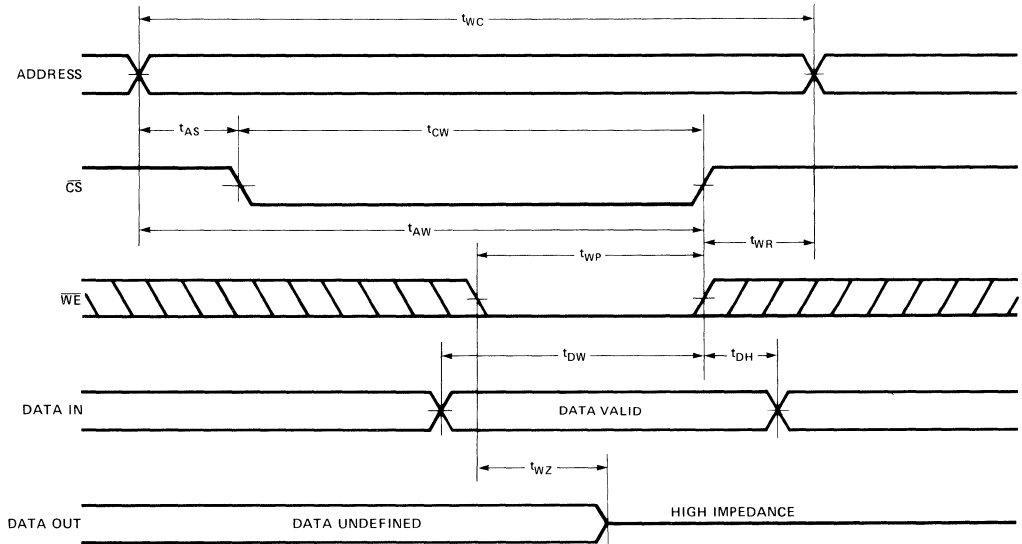 tWC
ADDRESS
tAS
tCW
CS
tAW
tWR
tWP
WE
tDW
tDH
DATA IN
DATA VALID
tWZ
DATA OUT
DATA UNDEFINED
HIGH IMPEDANCE